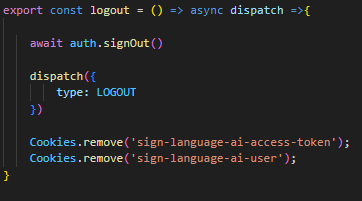 export const logout = () => async dispatch =>{
await auth.signOut()
dispatch({
type: LOGOUT
})
Cookies.remove('sign-language-ai-access-token');
Cookies.remove('sign-language-ai-user');
}